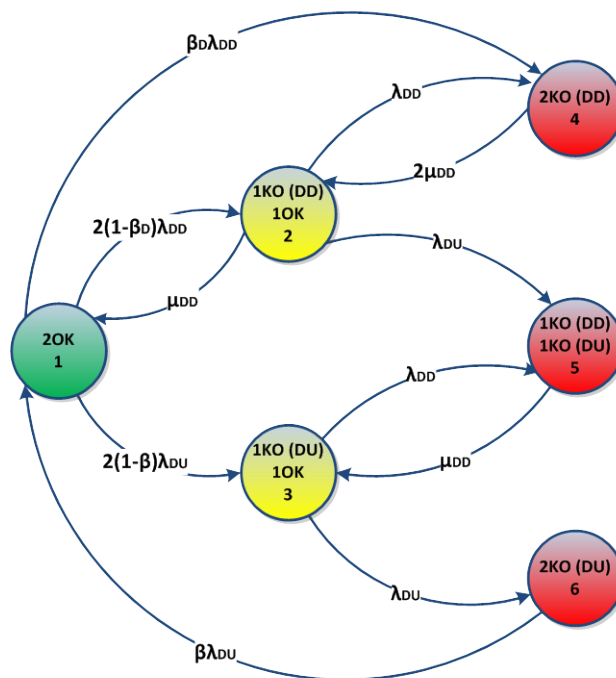 βDλDD
2KO (DD)
4
λDD
2μDD
1KO (DD)
1OK
2
2(1-βD)λDD
λDU
μDD
2OK
1
1KO (DD)
1KO (DU)
5
λDD
2(1-β)λDU
1KO (DU)
1OK
3
μDD
2KO (DU)
6
λDU
βλDU